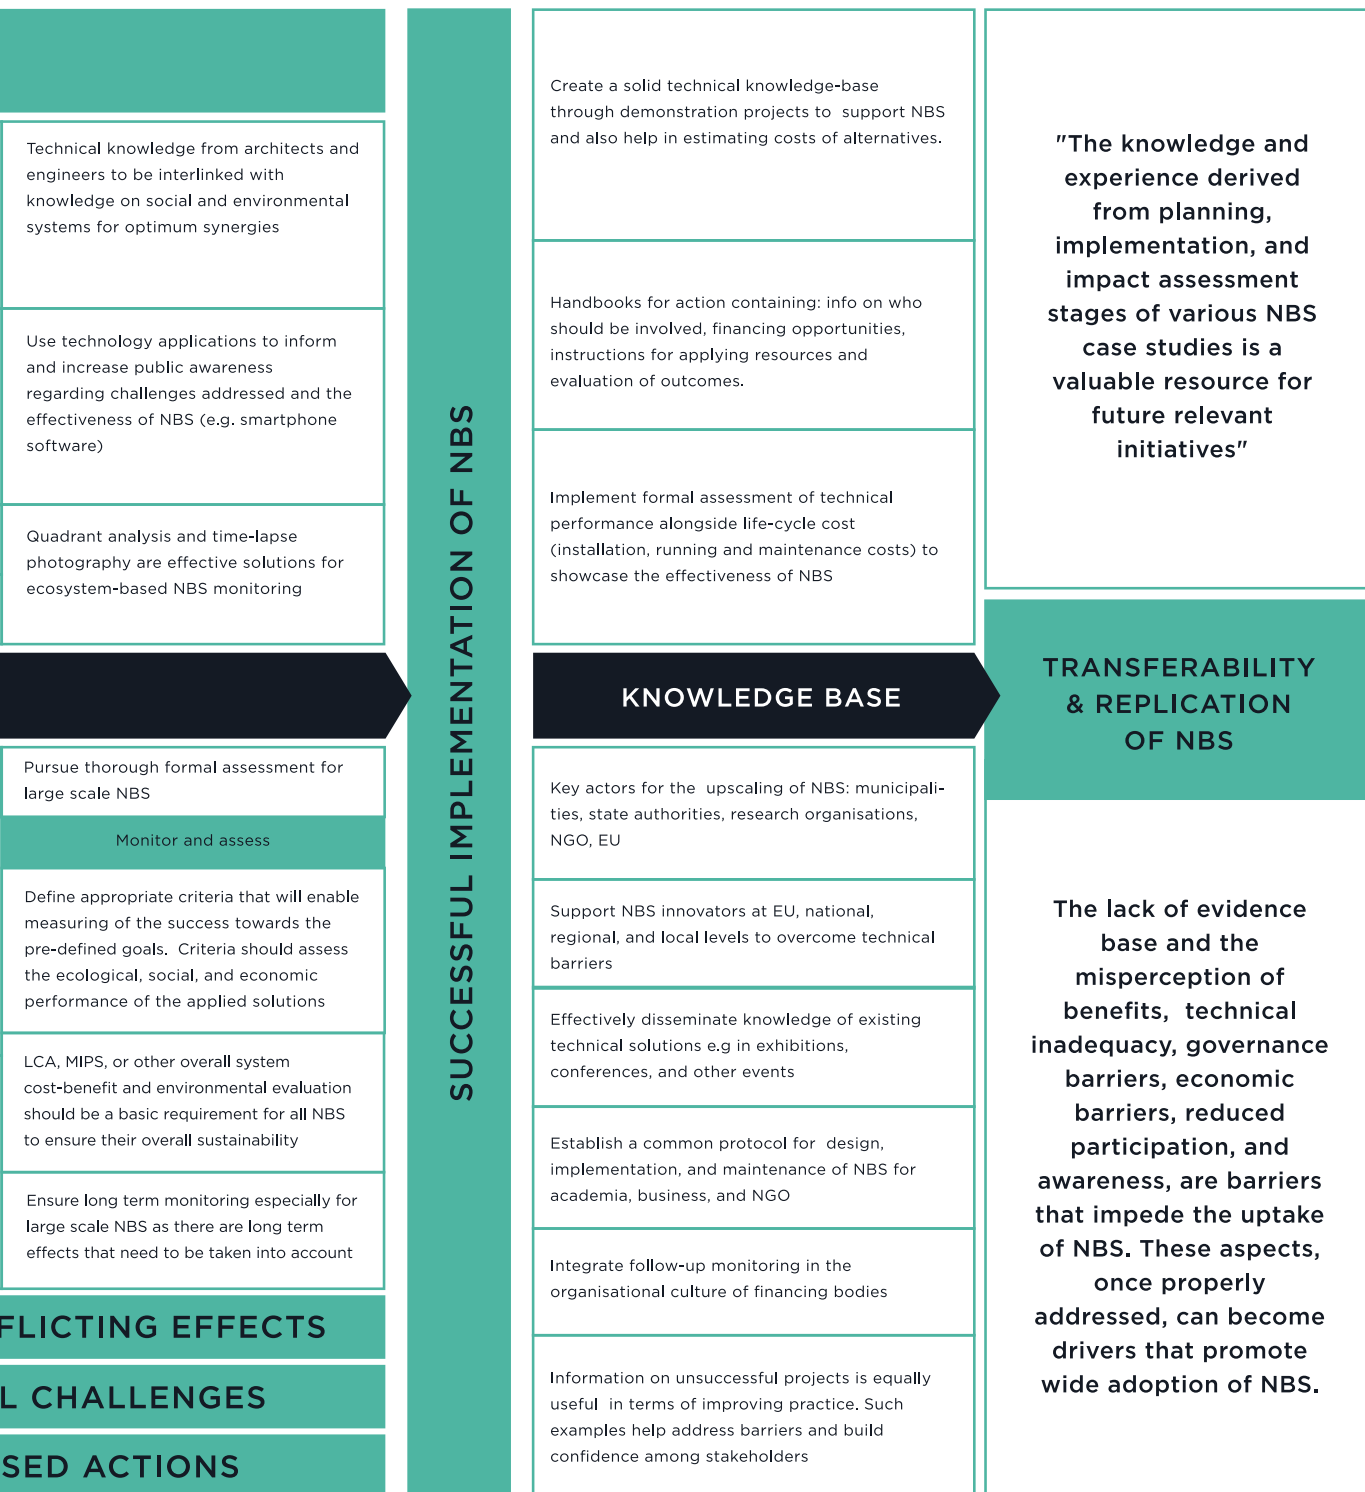 Technical knowledge from architects and
engineers to be interlinked with
knowledge on social and environmental
systems for optimum synergies
Use technology applications to inform
and increase public awareness
regarding challenges addressed and the
effectiveness of NBS (e.g. smartphone
software)
Quadrant analysis and time-lapse
photography are effective solutions for
ecosystem-based NBS monitoring
Pursue thorough formal assessment for
large scale NBS
Monitor and assess
Define appropriate criteria that will enable
measuring of the success towards the
pre-defined goals.  Criteria should assess
the ecological, social, and economic
performance of the applied solutions
LCA, MIPS, or other overall system
cost-benefit and environmental evaluation
should be a basic requirement for all NBS
to ensure their overall sustainability
Ensure long term monitoring especially for
large scale NBS as there are long term
effects that need to be taken into account
FLICTING EFFECTS
L CHALLENGES
SED ACTIONS
SUCCESSFUL IMPLEMENTATION OF NBS
Create a solid technical knowledge-base
through demonstration projects to  support NBS
and also help in estimating costs of alternatives.
Handbooks for action containing: info on who
should be involved, financing opportunities,
instructions for applying resources and
evaluation of outcomes.
Implement formal assessment of technical
performance alongside life-cycle cost
(installation, running and maintenance costs) to
showcase the effectiveness of NBS
KNOWLEDGE BASE
Key actors for the  upscaling of NBS: municipali-
ties, state authorities, research organisations,
NGO, EU
Support NBS innovators at EU, national,
regional, and local levels to overcome technical
barriers
Effectively disseminate knowledge of existing
technical solutions e.g in exhibitions,
conferences, and other events
Establish a common protocol for  design,
implementation, and maintenance of NBS for
academia, business, and NGO
Integrate follow-up monitoring in the
organisational culture of financing bodies
Information on unsuccessful projects is equally
useful  in terms of improving practice. Such
examples help address barriers and build
confidence among stakeholders
"The knowledge and
experience derived
from planning,
implementation, and
impact assessment
stages of various NBS
case studies is a
valuable resource for
future relevant
initiatives"
TRANSFERABILITY
& REPLICATION
OF NBS
The lack of evidence
base and the
misperception of
benefits,  technical
inadequacy, governance
barriers, economic
barriers, reduced
participation, and
awareness, are barriers
that impede the uptake
of NBS. These aspects,
once properly
addressed, can become
drivers that promote
wide adoption of NBS.